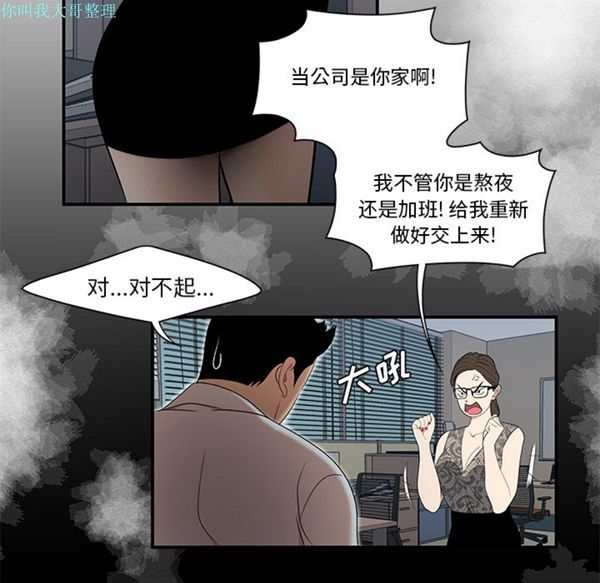 你叫我大哥整理
当公司是你家啊!
我不管你是熬夜
还是加班! 给我重新
做好交上来!
对...对不起...
大吼